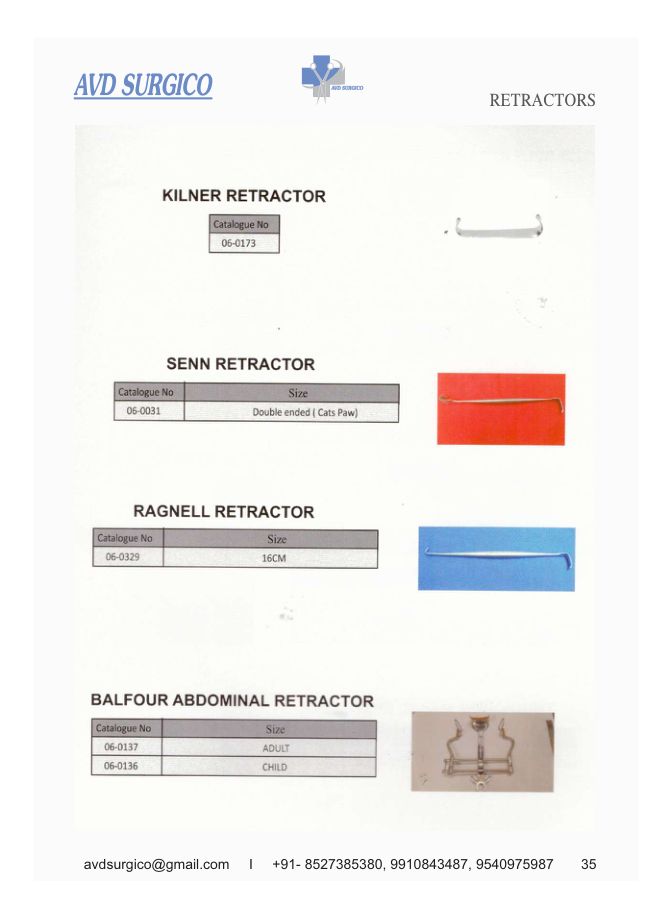 AVD SURGICO
AVD SURGICO
RETRACTORS
KILNER RETRACTOR
Catalogue No
06-0173
SENN RETRACTOR
Catalogue No Size
06-0031 Double ended ( Cats Paw)
RAGNELL RETRACTOR
Catalogue No Size
06-0329 16CM
BALFOUR ABDOMINAL RETRACTOR
Catalogue No Size
06-0137 ADULT
06-0136 CHILD
avdsurgico@gmail.com I +91- 8527385380, 9910843487, 9540975987 35